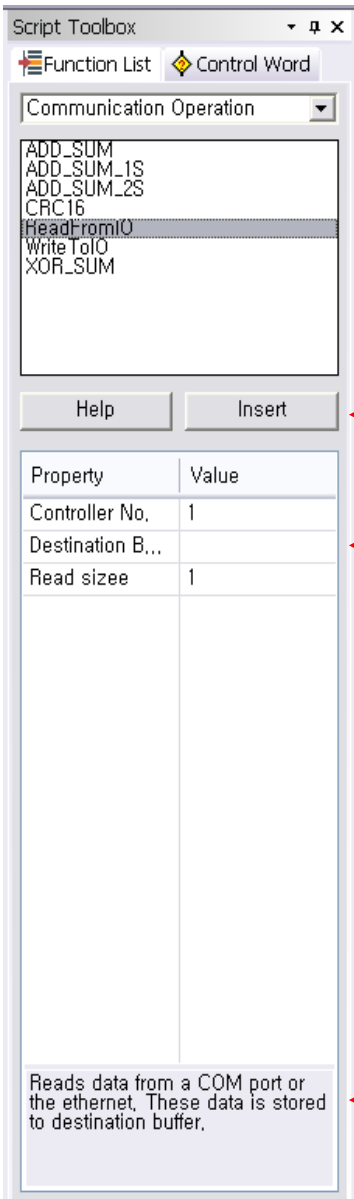 Script Toolbox
Function List Control Word
Communication Operation
ADD_SUM
ADD_SUM_1S
ADD_SUM_2S
CRC16
ReadFromIO
WriteToIO
XOR_SUM
Help Insert
Property Value
Controller No, 1
Destination B,,,
Read sizee 1
Reads data from a COM port or
the ethernet, These data is stored
to destination buffer,